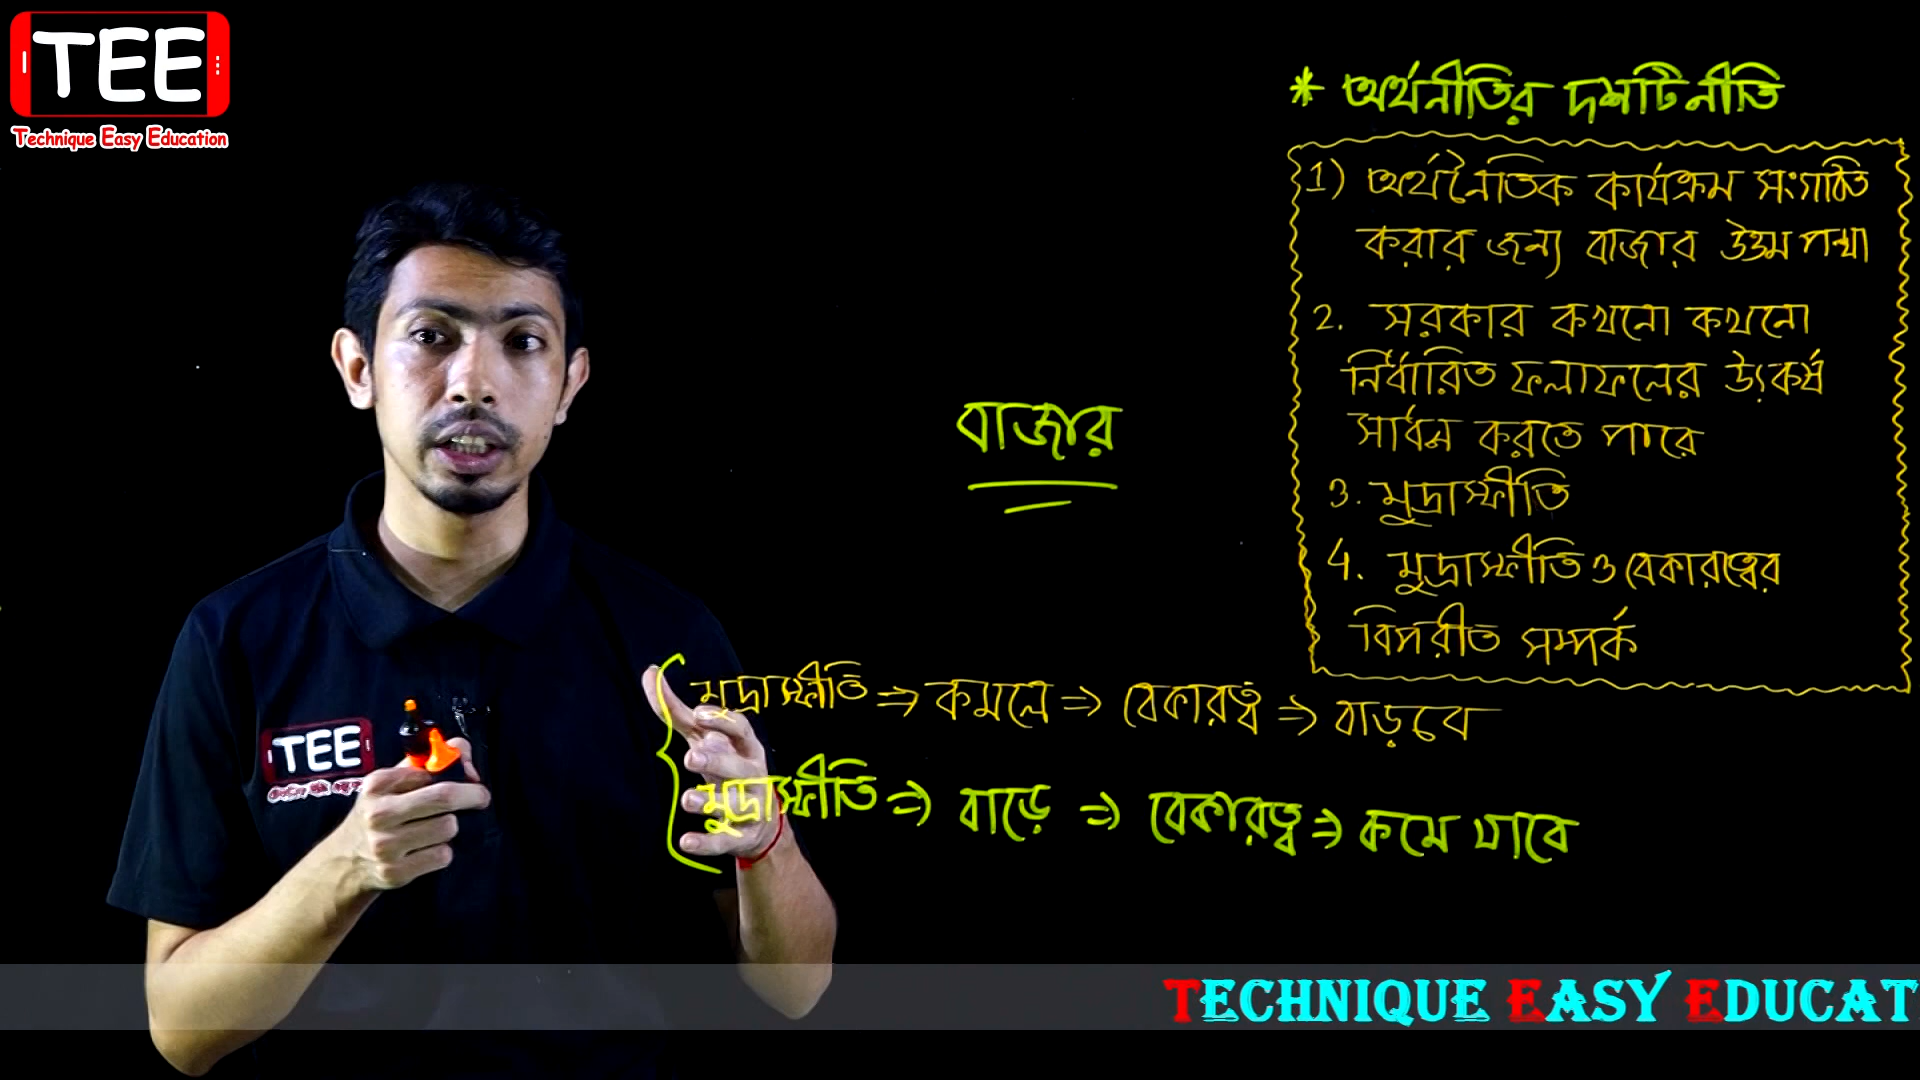 TEE
Technique Easy Education
* অর্থনীতির দশটি নীতি
1) অর্থনৈতিক কার্যক্রম সংগঠিত
করার জন্য বাজার উত্তম পন্থা
2. সরকার কখনো কখনো
নির্ধারিত ফলাফলের উৎকর্ষ
সাধন করতে পারে
3. মুদ্রাস্ফীতি
4. মুদ্রাস্ফীতি ও বেকারত্বের
বিপরীত সম্পর্ক
বাজার
মুদ্রাস্ফীতি ⇒ কমলে ⇒ বেকারত্ব ⇒ বাড়বে
মুদ্রাস্ফীতি ⇒ বাড়ে ⇒ বেকারত্ব ⇒ কমে যাবে
TEE
TECHNIQUE EASY EDUCAT